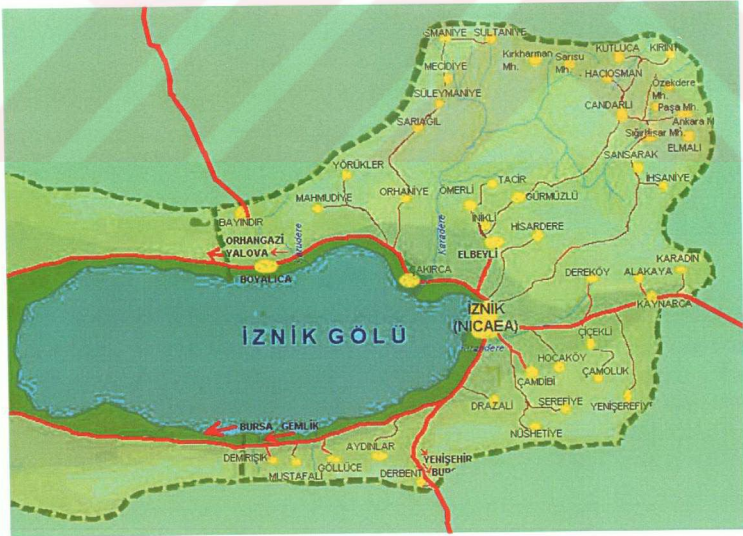 SMANİYE SULTANİYE
MECİDİYE
Kırkharman
Mh.
Sarısu
Mh.
KUTLUCA
KIRINT
HACIOSMAN
SÜLEYMANİYE
Özekdere
Mh.
Paşa Mh.
ÇANDARLI
Ankara M
SARIAĞIL
Sığırhisar Mh.
ELMALI
SANSARAK
YÖRÜKLER
İHSANİYE
TACİR
ÖMERLİ
MAHMUDİYE
ORHANİYE
GÜRMÜZLÜ
BAYINDIR
İNİKLİ
HİSARDERE
Karadere
ORHANGAZİ
YALOVA
ELBEYLİ
BOYALICA
ÇAKIRCA
DEREKÖY
KARADİN
ALAKAYA
KAYNARCA
İZNİK
(NICAEA)
İZNİK GÖLÜ
ÇİÇEKLİ
HOCAKÖY
ÇAMDİBİ
ÇAMOLUK
DRAZALİ
ŞEREFİYE
YENİŞEREFİY
NÜSHETİYE
BURSA GEMLİK
DEMİRIŞIK
MUSTAFALI
GÖLLÜCE
AYDINLAR
DERBENT
YENİŞEHİR